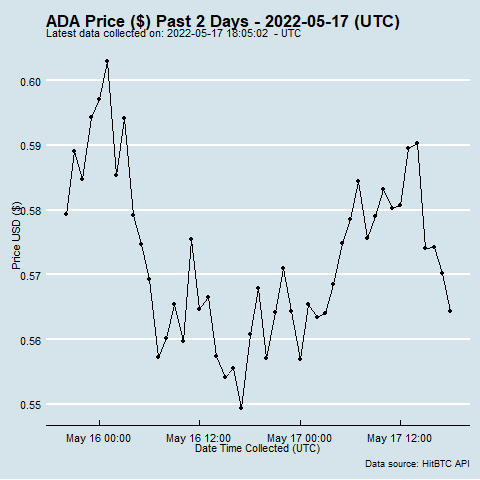 ADA Price ($) Past 2 Days - 2022-05-17 (UTC)
Latest data collected on: 2022-05-17 18:05:02  - UTC
Price USD ($)
0.60
0.59
0.58
0.57
0.56
0.55
May 16 00:00
May 16 12:00
May 17 00:00
May 17 12:00
Date Time Collected (UTC)
Data source: HitBTC API